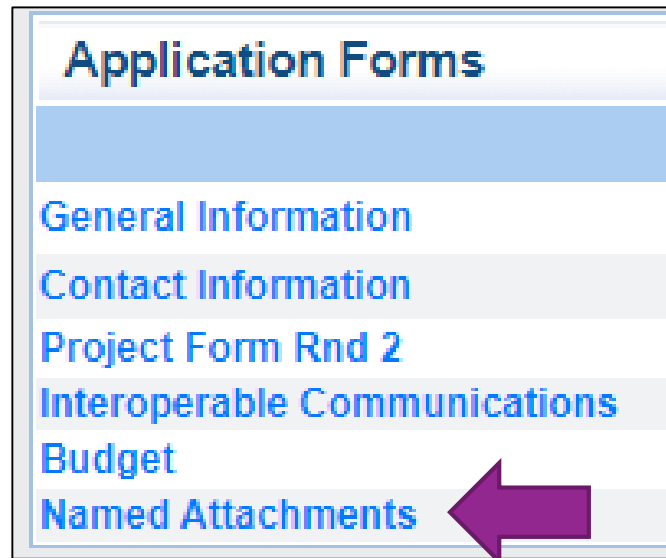 Application Forms
General Information
Contact Information
Project Form Rnd 2
Interoperable Communications
Budget
Named Attachments